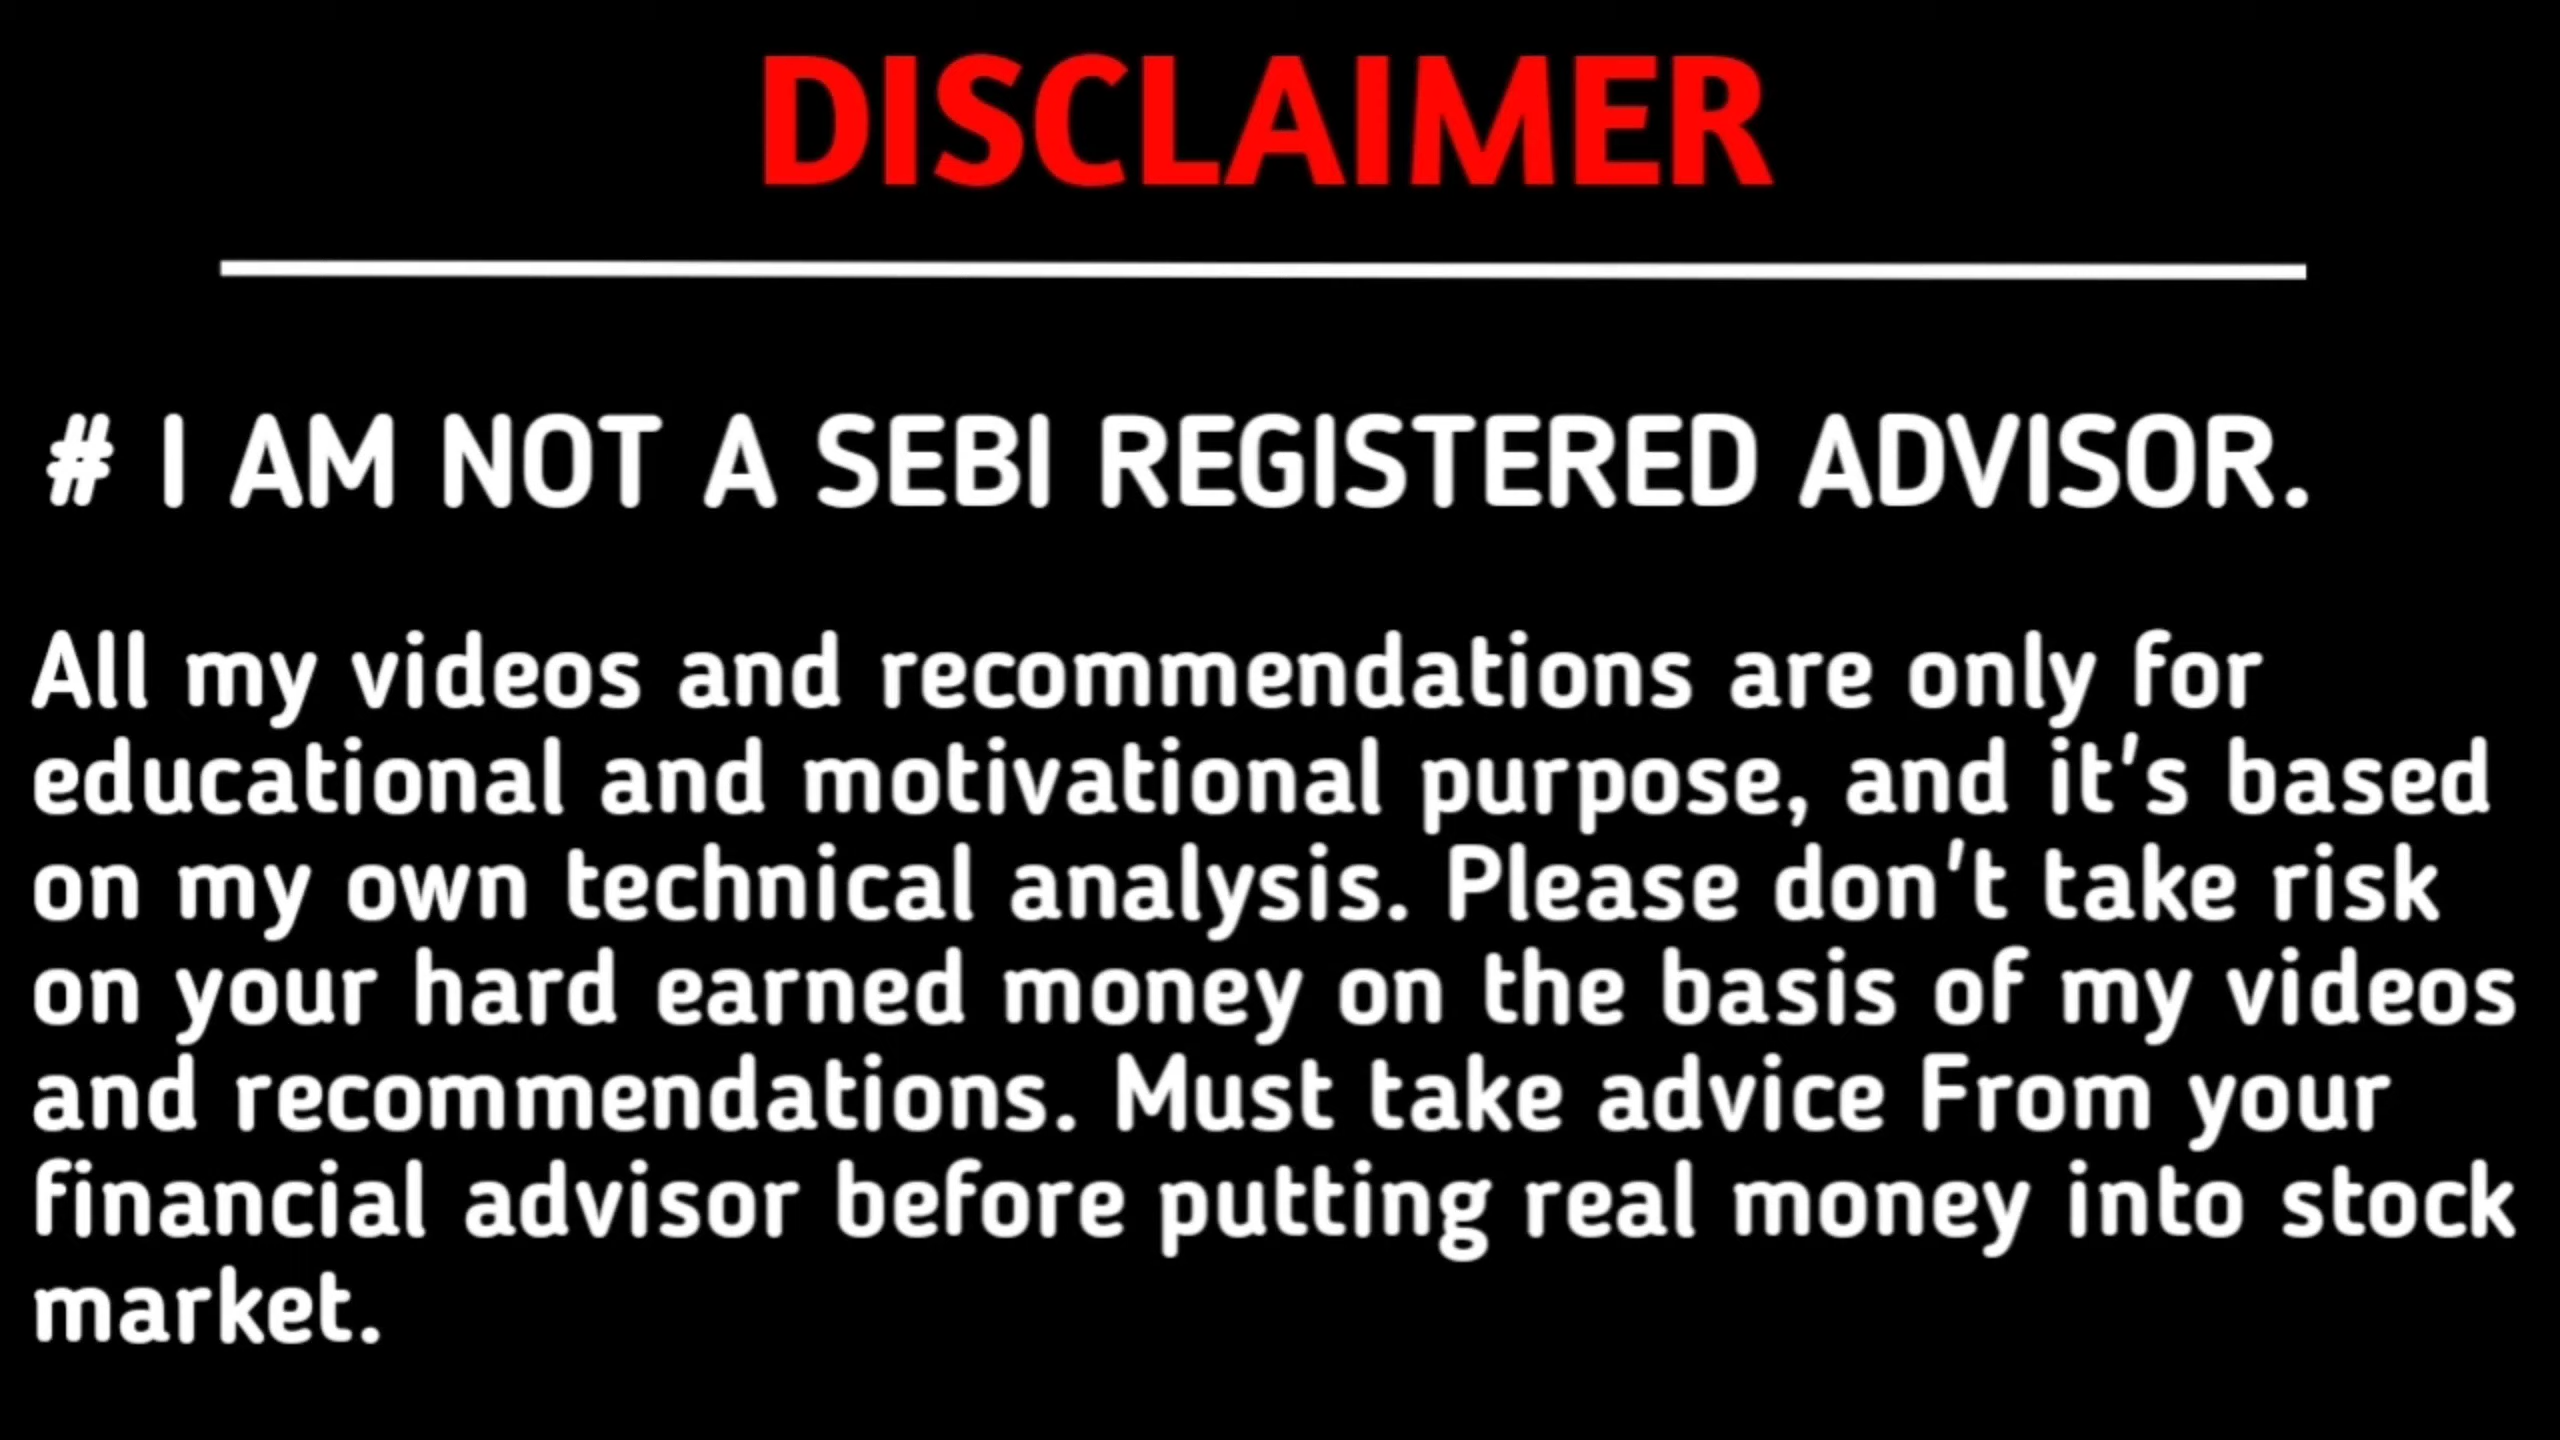 DISCLAIMER
# I AM NOT A SEBI REGISTERED ADVISOR.
All my videos and recommendations are only for
educational and motivational purpose, and it's based
on my own technical analysis. Please don't take risk
on your hard earned money on the basis of my videos
and recommendations. Must take advice From your
financial advisor before putting real money into stock
market.